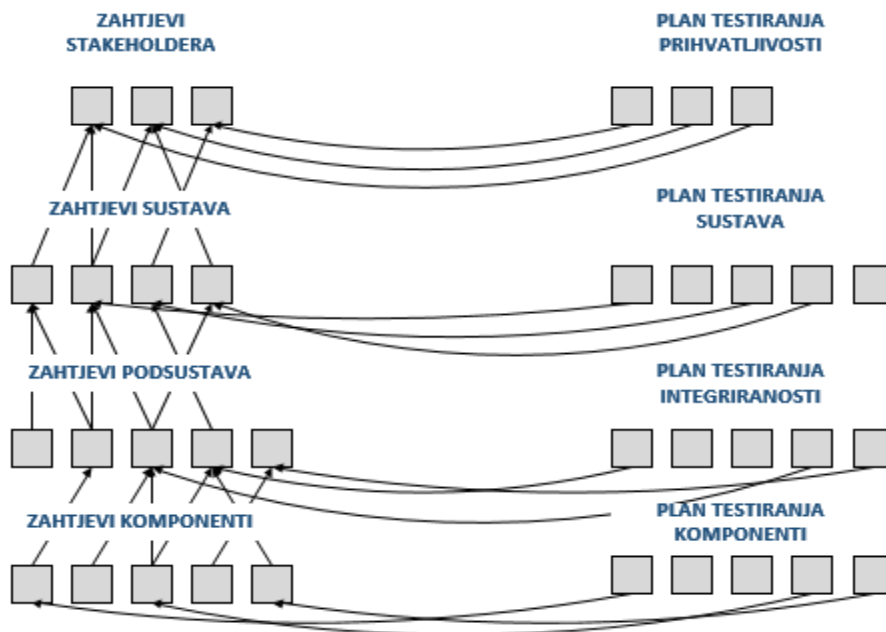 ZAHTJEVI
STAKEHOLDERA
PLAN TESTIRANJA
PRIHVATLJIVOSTI
ZAHTJEVI SUSTAVA
PLAN TESTIRANJA
SUSTAVA
ZAHTJEVI PODSUSTAVA
PLAN TESTIRANJA
INTEGRIRANOSTI
ZAHTJEVI KOMPONENTI
PLAN TESTIRANJA
KOMPONENTI